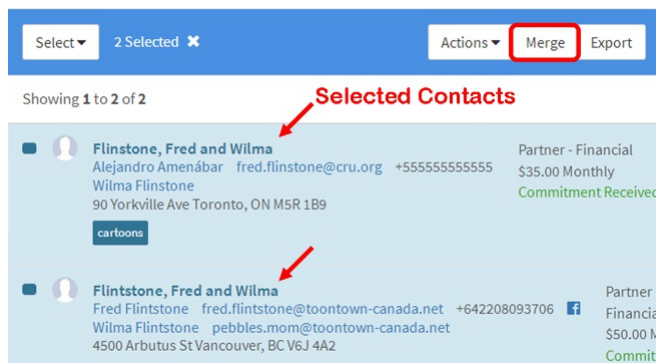 Select 2 Selected ✖ Actions Merge Export
Showing 1 to 2 of 2
Selected Contacts
Flinstone, Fred and Wilma Partner - Financial
Alejandro Amenábar fred.flinstone@cru.org +555555555555 $35.00 Monthly
Wilma Flinstone Commitment Received
90 Yorkville Ave Toronto, ON M5R 1B9
cartoons
Flintstone, Fred and Wilma Partner
Fred Flintstone fred.flintstone@toontown-canada.net +642208093706 Financia
Wilma Flintstone pebbles.mom@toontown-canada.net $50.00 M
4500 Arbutus St Vancouver, BC V6J 4A2 Commit